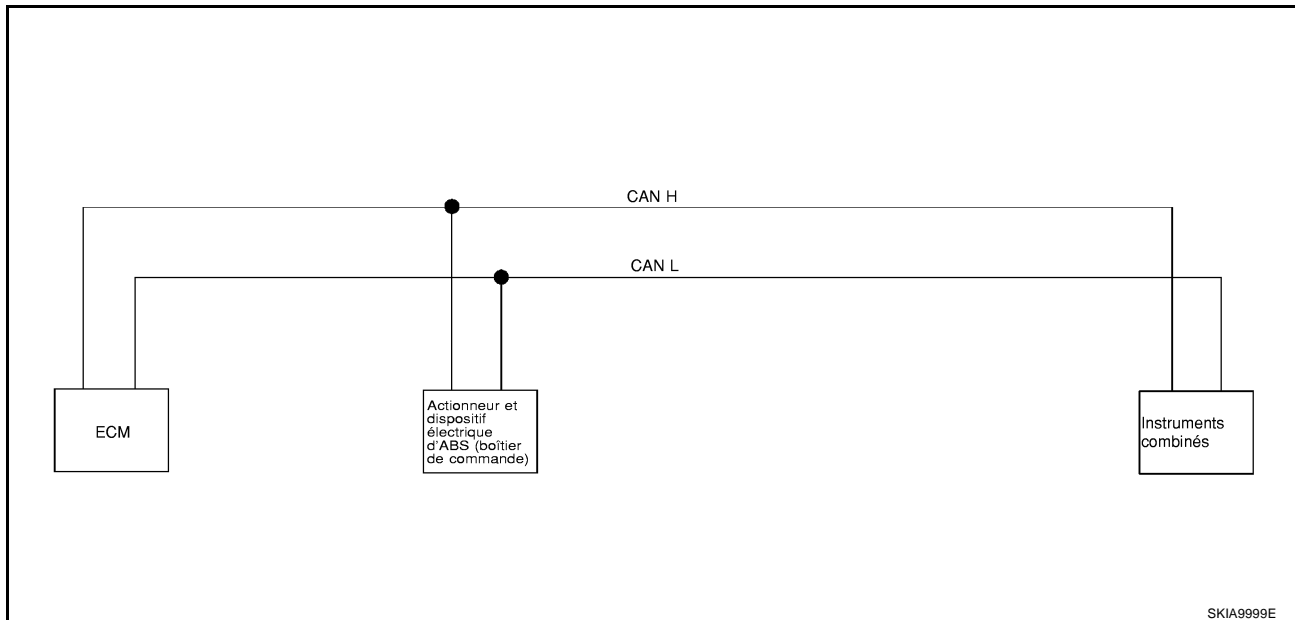 CAN H
CAN L
ECM
Actionneur et
dispositif
électrique
d'ABS (boîtier
de commande)
Instruments
combinés
SKIA9999E